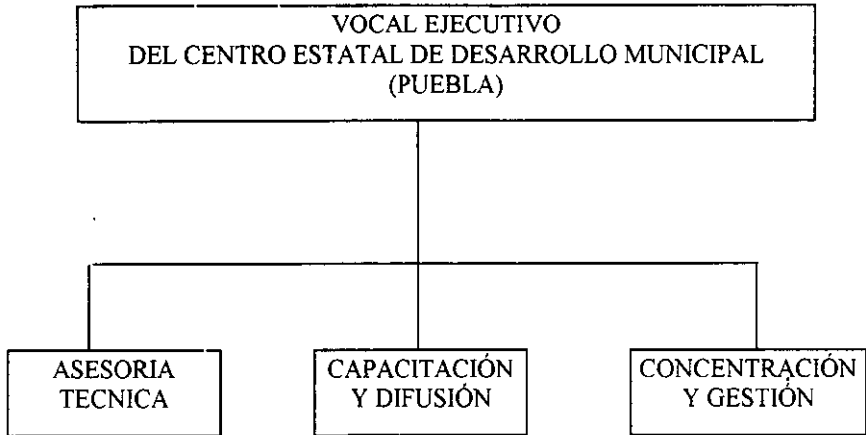 VOCAL EJECUTIVO
DEL CENTRO ESTATAL DE DESARROLLO MUNICIPAL
(PUEBLA)
ASESORIA
TECNICA
CAPACITACIÓN
Y DIFUSIÓN
CONCENTRACIÓN
Y GESTIÓN